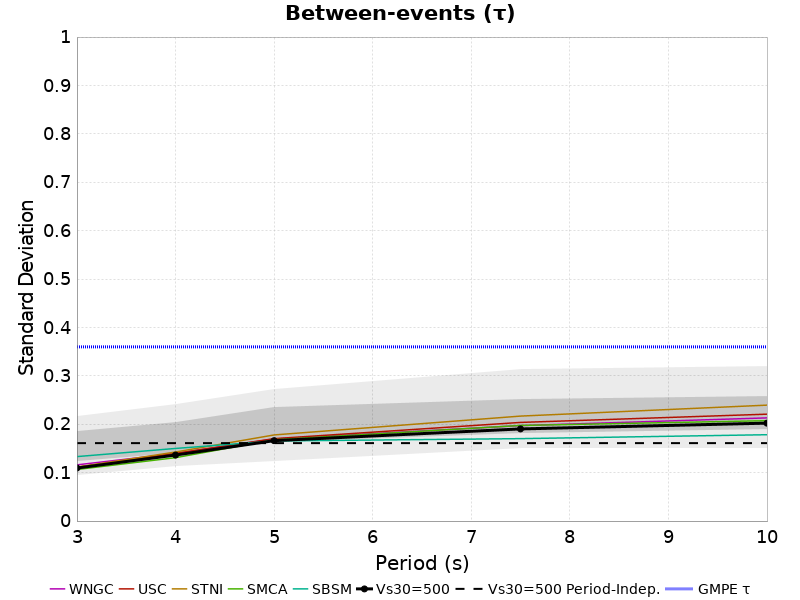 Between-events (τ)
1
0.9
0.8
0.7
0.6
0.5
0.4
0.3
0.2
0.1
0
Standard Deviation
3 4 5 6 7 8 9 10
Period (s)
WNGC USC STNI SMCA SBSM Vs30=500 Vs30=500 Period-Indep. GMPE τ